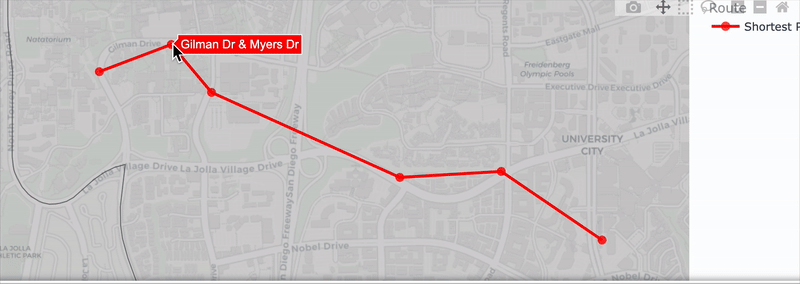 Route
Shortest
Natatorium
Gilman Drive
Gilman Dr & Myers Dr
North Torrey Pines Road
Regents Road
Eastgate Mall
Freidenberg
Olympic Pools
Executive Drive
Executive Drive
UNIVERSITY
CITY
La Jolla Village
La Jolla Village Drive
La Jolla Village Drive
San Diego Freeway
San Diego Freeway
Nobel Drive
Nobel Dr
LA JOLLA
ATHLETIC PARK
La Jolla